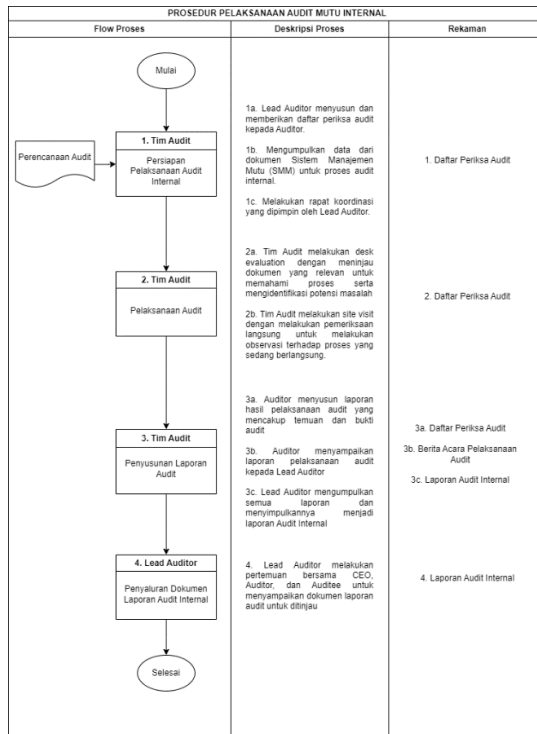 PROSEDUR PELAKSANAAN AUDIT MUTU INTERNAL
Flow Proses
Deskripsi Proses
Rekaman
Mulai
Perencanaan Audit
1. Tim Audit
Persiapan
Pelaksanaan Audit
Internal
1a. Lead Auditor menyusun dan
memberikan daftar periksa audit
kepada Auditor.
1b. Mengumpulkan data dari
dokumen Sistem Manajemen
Mutu (SMM) untuk proses audit
internal.
1c. Melakukan rapat koordinasi
yang dipimpin oleh Lead Auditor.
1. Daftar Periksa Audit
2. Tim Audit
Pelaksanaan Audit
2a. Tim Audit melakukan desk
evaluation dengan meninjau
dokumen yang relevan untuk
memahami proses serta
mengidentifikasi potensi masalah
2b. Tim Audit melakukan site visit
dengan melakukan pemeriksaan
langsung untuk melakukan
observasi terhadap proses yang
sedang berlangsung.
2. Daftar Periksa Audit
3. Tim Audit
Penyusunan Laporan
Audit
3a. Auditor menyusun laporan
hasil pelaksanaan audit yang
mencakup temuan dan bukti
audit
3b. Auditor menyampaikan
laporan pelaksanaan audit
kepada Lead Auditor
3c. Lead Auditor mengumpulkan
semua laporan dan
menyimpulkannya menjadi
laporan Audit Internal
3a. Daftar Periksa Audit
3b. Berita Acara Pelaksanaan
Audit
3c. Laporan Audit Internal
4. Lead Auditor
Penyaluran Dokumen
Laporan Audit Internal
4. Lead Auditor melakukan
pertemuan bersama CEO,
Auditor, dan Auditee untuk
menyampaikan dokumen laporan
audit untuk ditinjau
4. Laporan Audit Internal
Selesai